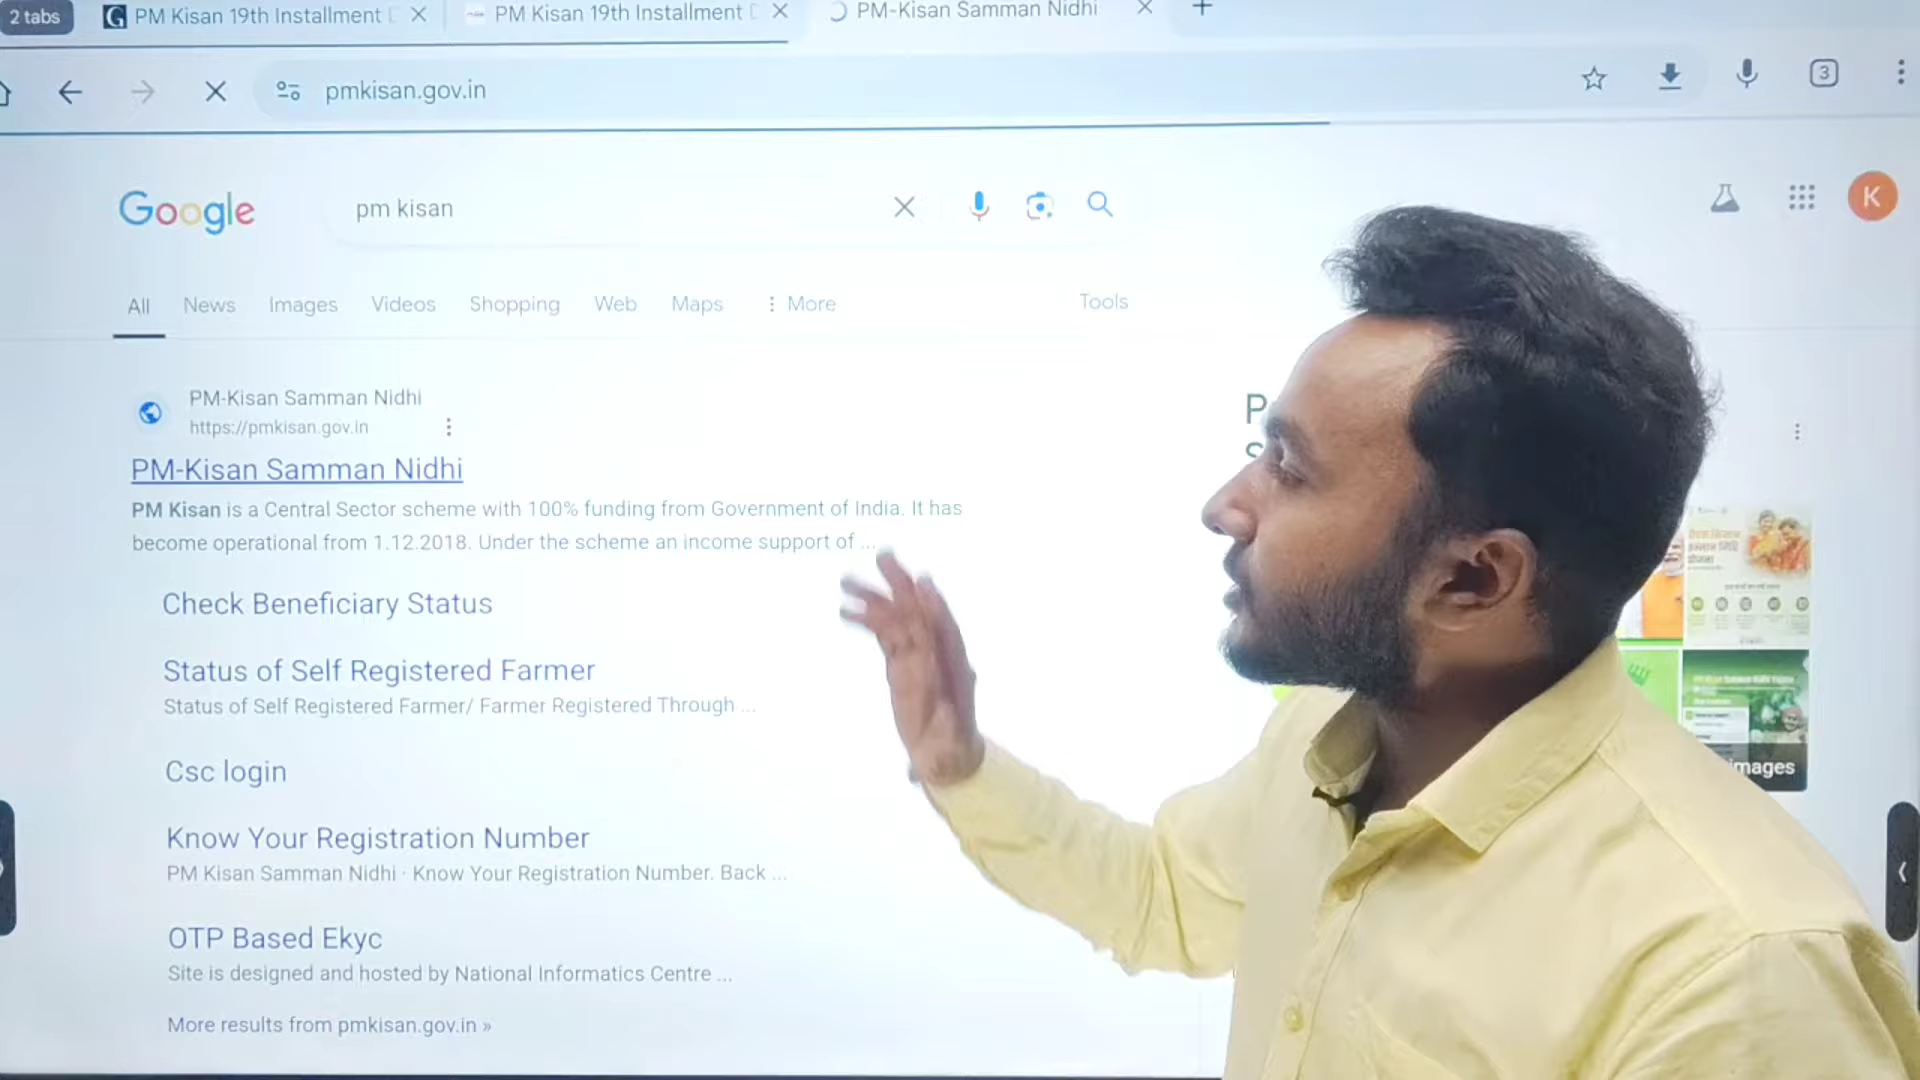 2 tabs
PM Kisan 19th Installment
PM Kisan 19th Installment
PM-Kisan Samman Nidhi
pmkisan.gov.in
3
Google
pm kisan
K
All
News
Images
Videos
Shopping
Web
Maps
More
Tools
PM-Kisan Samman Nidhi
https://pmkisan.gov.in
PM-Kisan Samman Nidhi
PM Kisan is a Central Sector scheme with 100% funding from Government of India. It has
become operational from 1.12.2018. Under the scheme an income support of ...
Check Beneficiary Status
Status of Self Registered Farmer
Status of Self Registered Farmer/ Farmer Registered Through ...
Csc login
Know Your Registration Number
PM Kisan Samman Nidhi · Know Your Registration Number. Back ...
OTP Based Ekyc
Site is designed and hosted by National Informatics Centre ...
More results from pmkisan.gov.in »
images